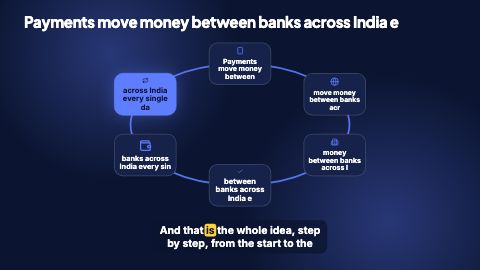 Payments move money between banks across India e
Payments
move money
between
across India
every single
da
move money
between banks
acr
banks across
India every sin
money
between banks
across I
between
banks across
India e
And that is the whole idea, step
by step, from the start to the